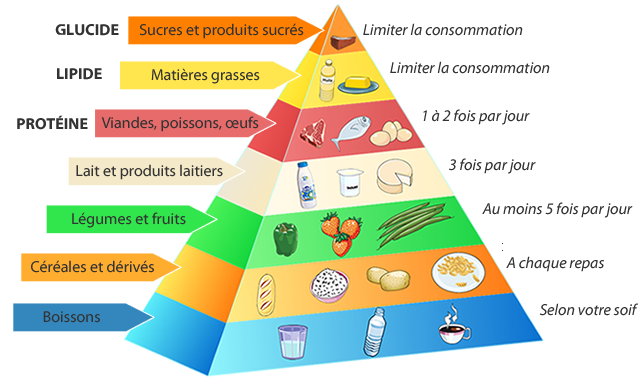 GLUCIDE Sucres et produits sucrés Limiter la consommation
LIPIDE Matières grasses Limiter la consommation
PROTÉINE Viandes, poissons, œufs 1 à 2 fois par jour
Lait et produits laitiers 3 fois par jour
Légumes et fruits Au moins 5 fois par jour
Céréales et dérivés A chaque repas
Boissons Selon votre soif